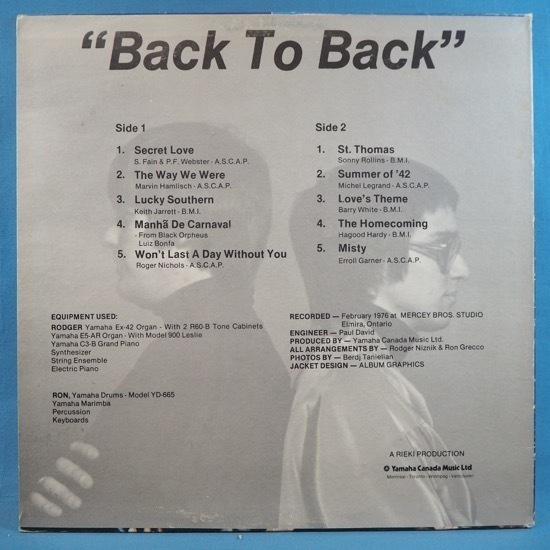 “Back To Back”
Side 1
1. Secret Love
S. Fain & P.F. Webster - A.S.C.A.P.
2. The Way We Were
Marvin Hamlisch - A.S.C.A.P.
3. Lucky Southern
Keith Jarrett - B.M.I.
4. Manhã De Carnaval
- From Black Orpheus
Luiz Bonfa
5. Won't Last A Day Without You
Roger Nichols - A.S.C.A.P.
Side 2
1. St. Thomas
Sonny Rollins - B.M.I.
2. Summer of '42
Michel Legrand - A.S.C.A.P.
3. Love's Theme
Barry White - B.M.I.
4. The Homecoming
Hagood Hardy - B.M.I.
5. Misty
Erroll Garner - A.S.C.A.P.
EQUIPMENT USED:
RODGER Yamaha Ex-42 Organ - With 2 R60-B Tone Cabinets
Yamaha E5-AR Organ - With Model 900 Leslie
Yamaha C3-B Grand Piano
Synthesizer
String Ensemble
Electric Piano
RON, Yamaha Drums - Model YD-665
Yamaha Marimba
Percussion
Keyboards
RECORDED — February 1976 at MERCEY BROS. STUDIO
Elmira, Ontario
ENGINEER — Paul David
PRODUCED BY — Yamaha Canada Music Ltd.
ALL ARRANGEMENTS BY — Rodger Niznik & Ron Grecco
PHOTOS BY — Berdj Tanielian
JACKET DESIGN — ALBUM GRAPHICS
A RIEKI PRODUCTION
© Yamaha Canada Music Ltd
Montreal - Toronto - Winnipeg - Vancouver